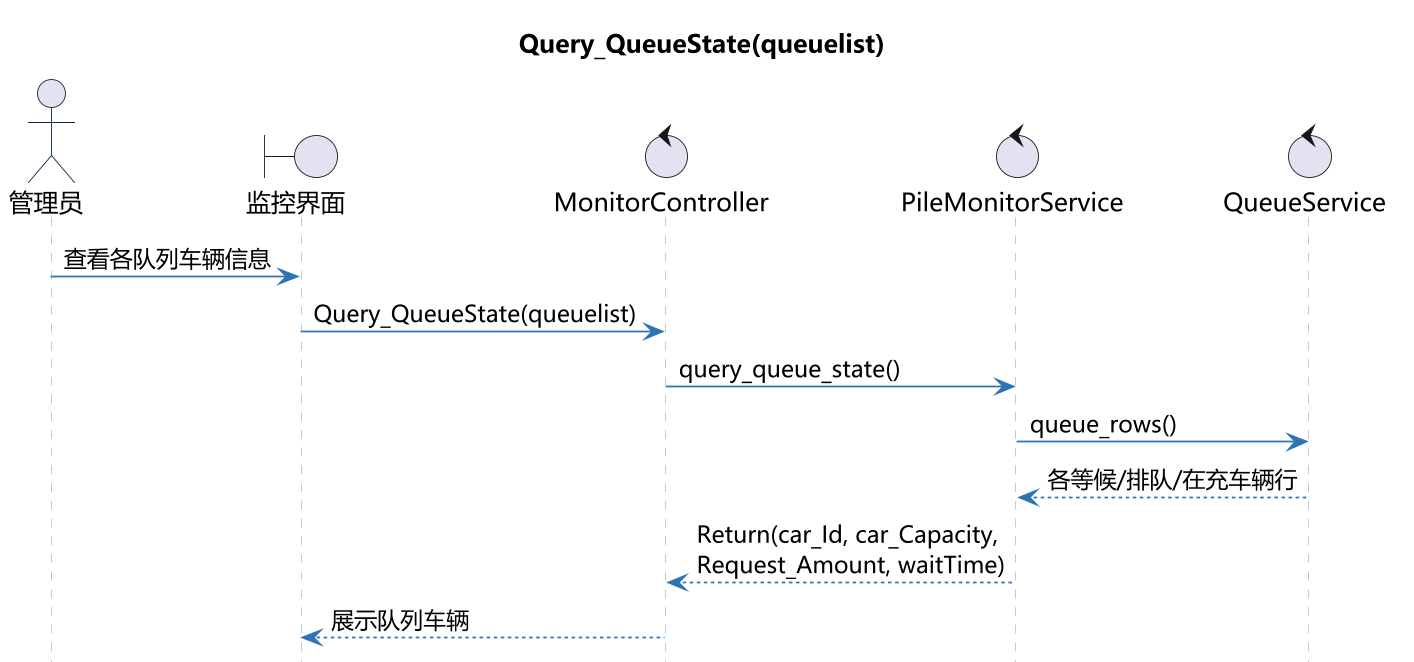 Query_QueueState(queuelist)
管理员
监控界面
MonitorController
PileMonitorService
QueueService
查看各队列车辆信息
Query_QueueState(queuelist)
query_queue_state()
queue_rows()
各等候/排队/在充车辆行
Return(car_Id, car_Capacity,
Request_Amount, waitTime)
展示队列车辆